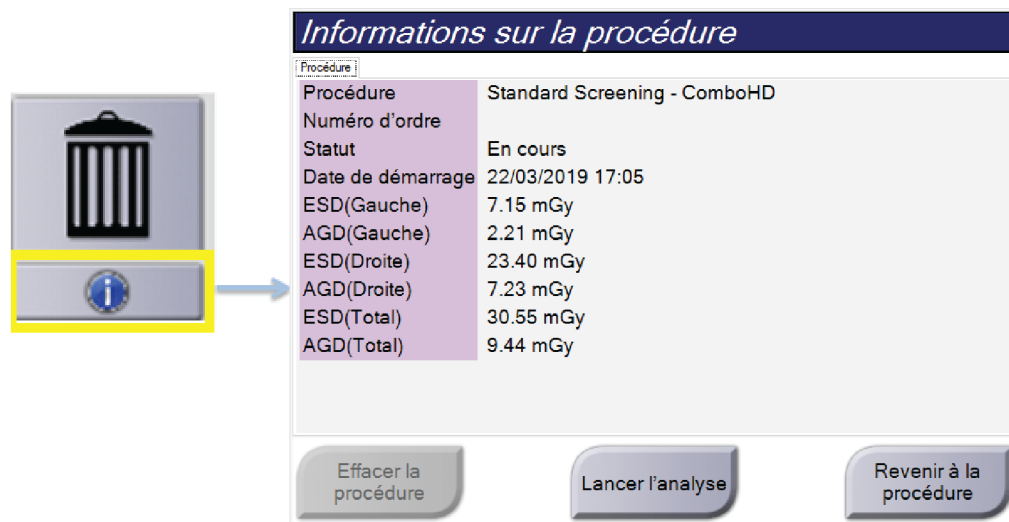 Informations sur la procédure
Procédure
Procédure Standard Screening - ComboHD
Numéro d'ordre
Statut En cours
Date de démarrage 22/03/2019 17:05
ESD(Gauche) 7.15 mGy
AGD(Gauche) 2.21 mGy
ESD(Droite) 23.40 mGy
AGD(Droite) 7.23 mGy
ESD(Total) 30.55 mGy
AGD(Total) 9.44 mGy
Effacer la
procédure
Lancer l'analyse
Revenir à la
procédure